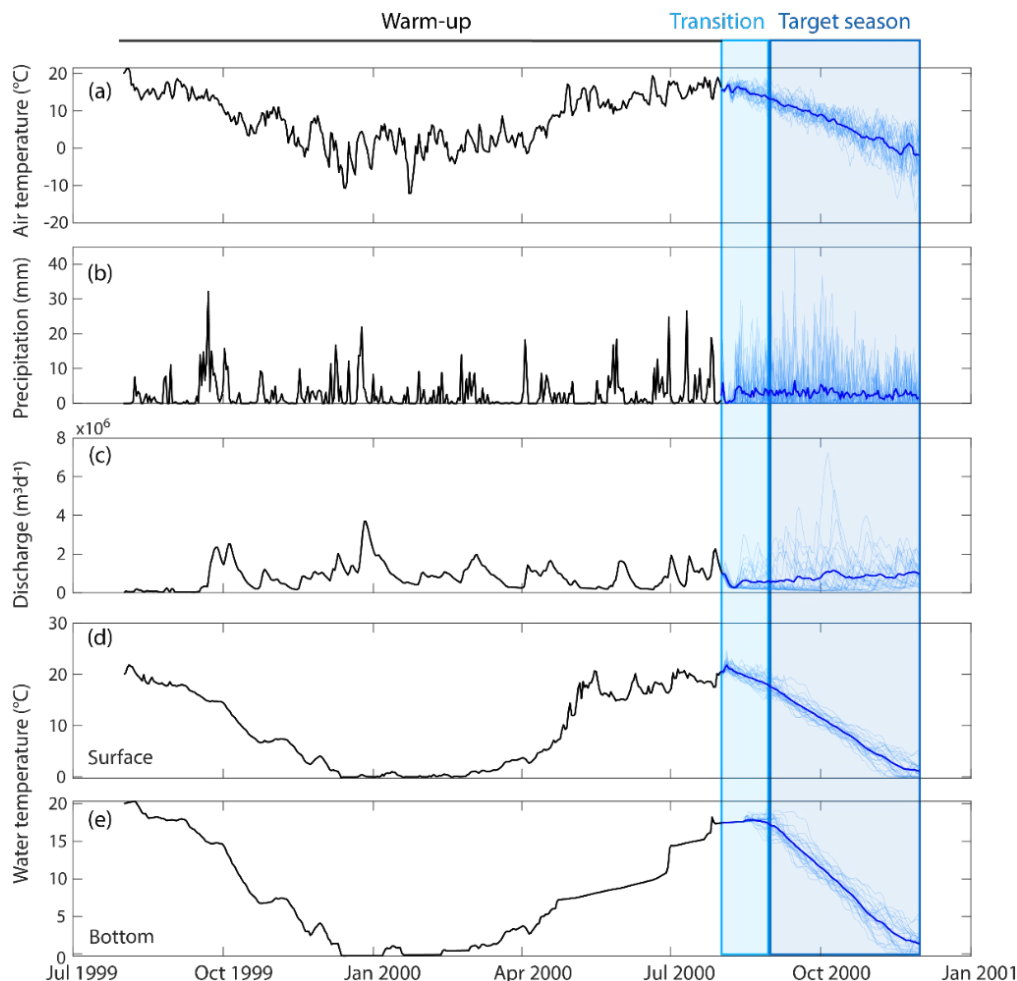 Warm-up Transition Target season
Air temperature (°C)
20
10
0
-10
-20
(a)
Precipitation (mm)
40
30
20
10
0
(b)
Discharge (m³d⁻¹)
x10⁶
8
6
4
2
0
(c)
Water temperature (°C)
30
20
10
0
(d)
Surface
20
15
10
5
0
(e)
Bottom
Jul 1999 Oct 1999 Jan 2000 Apr 2000 Jul 2000 Oct 2000 Jan 2001